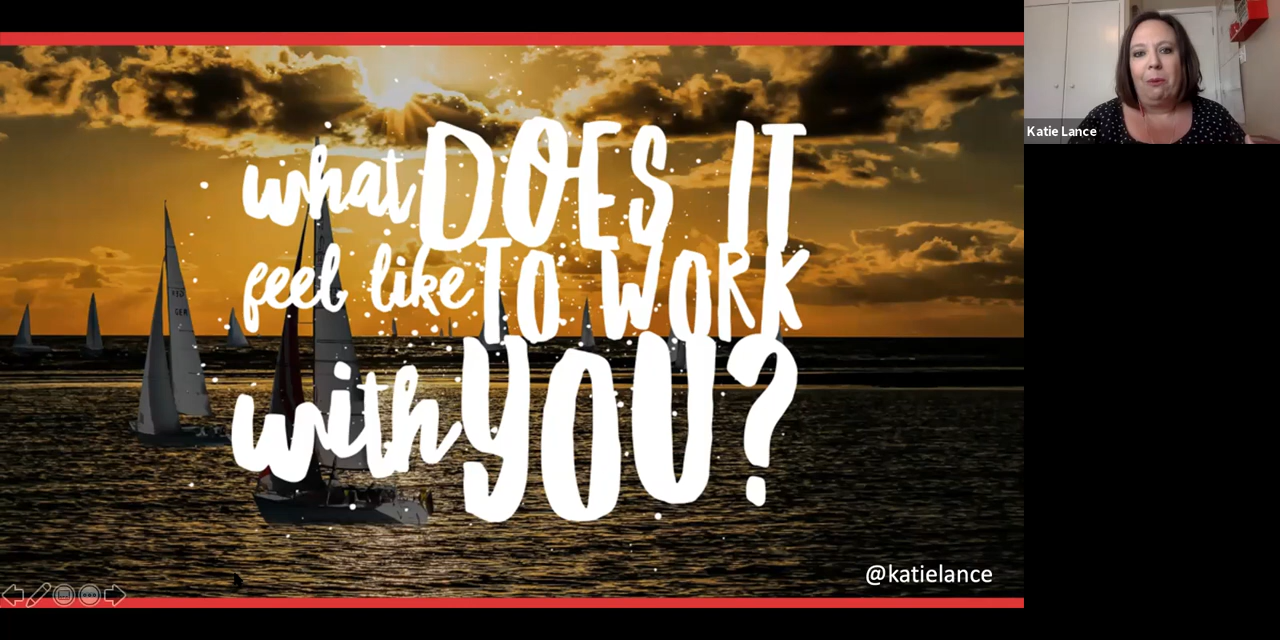 what DOES IT
feel like TO WORK
with YOU?
@katielance
Katie Lance